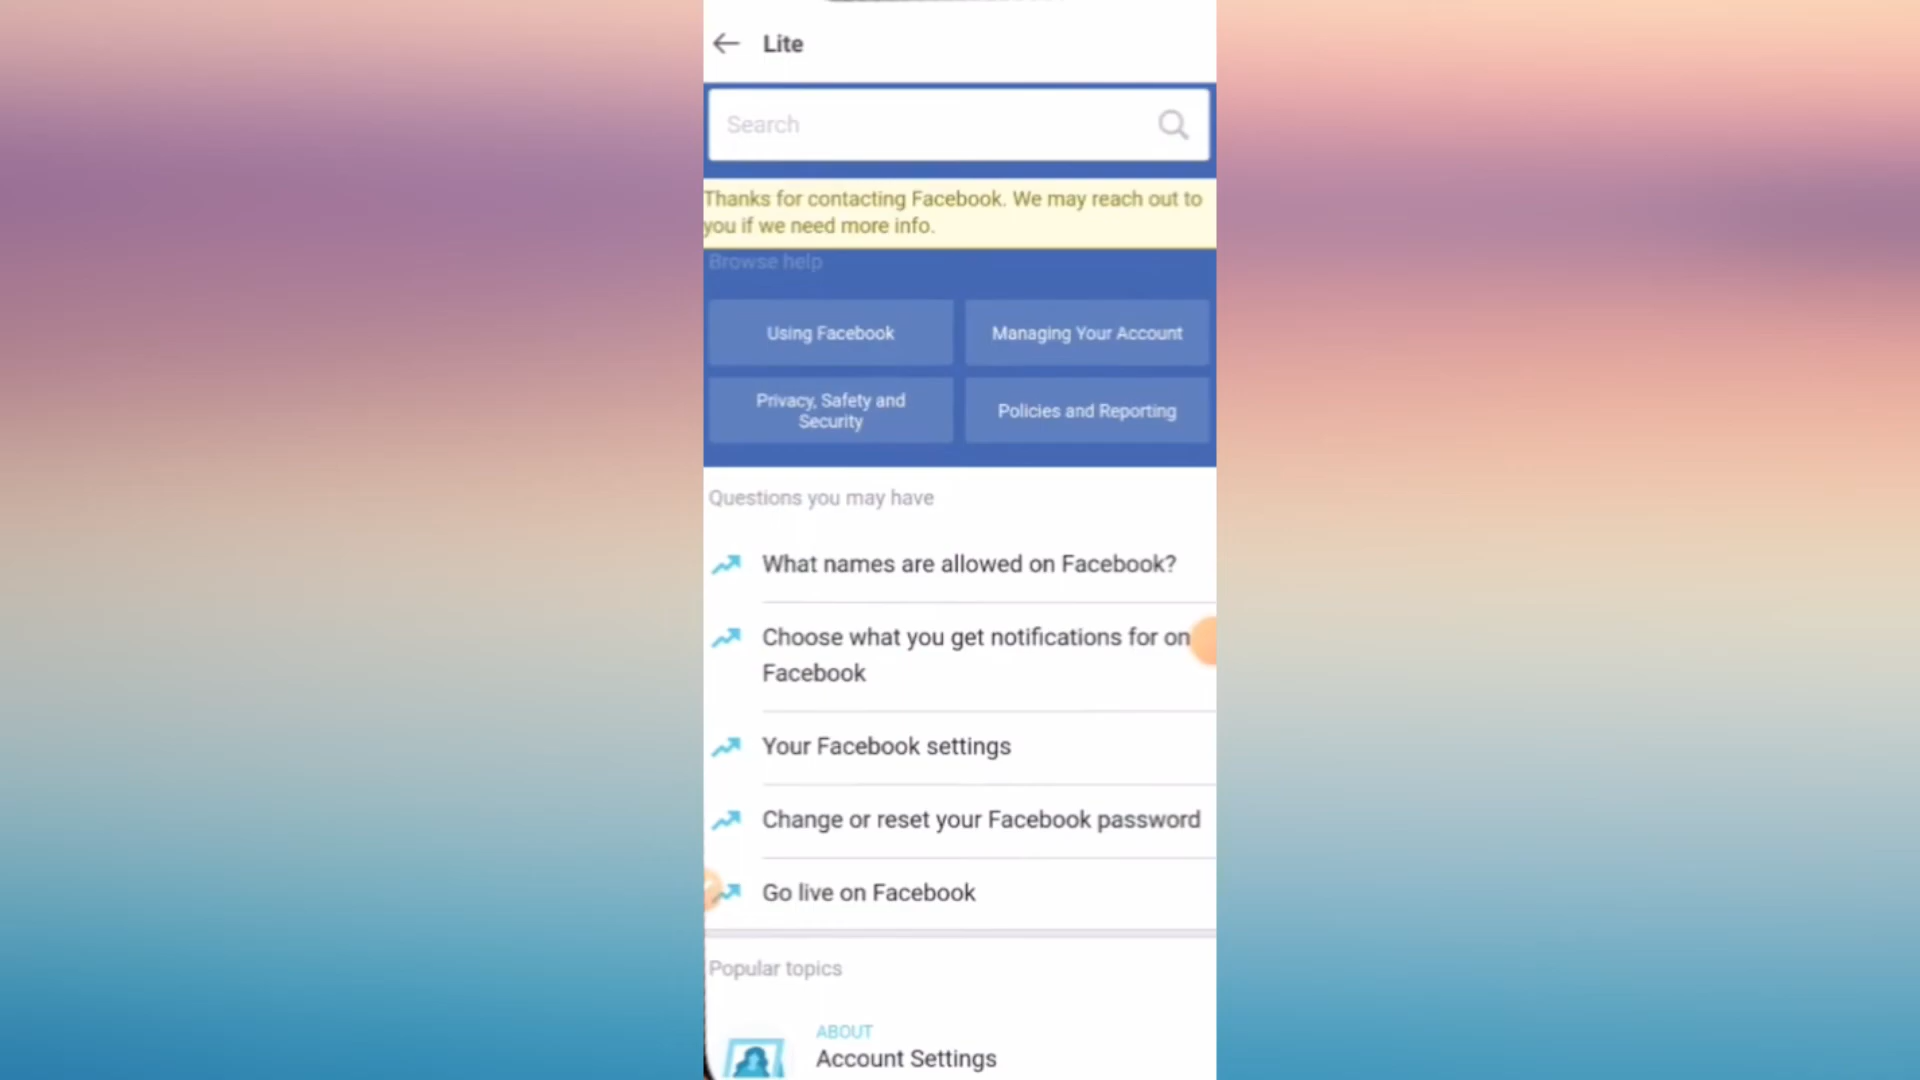 Lite
Search
Thanks for contacting Facebook. We may reach out to
you if we need more info.
Browse help
Using Facebook
Managing Your Account
Privacy, Safety and
Security
Policies and Reporting
Questions you may have
What names are allowed on Facebook?
Choose what you get notifications for on
Facebook
Your Facebook settings
Change or reset your Facebook password
Go live on Facebook
Popular topics
ABOUT
Account Settings